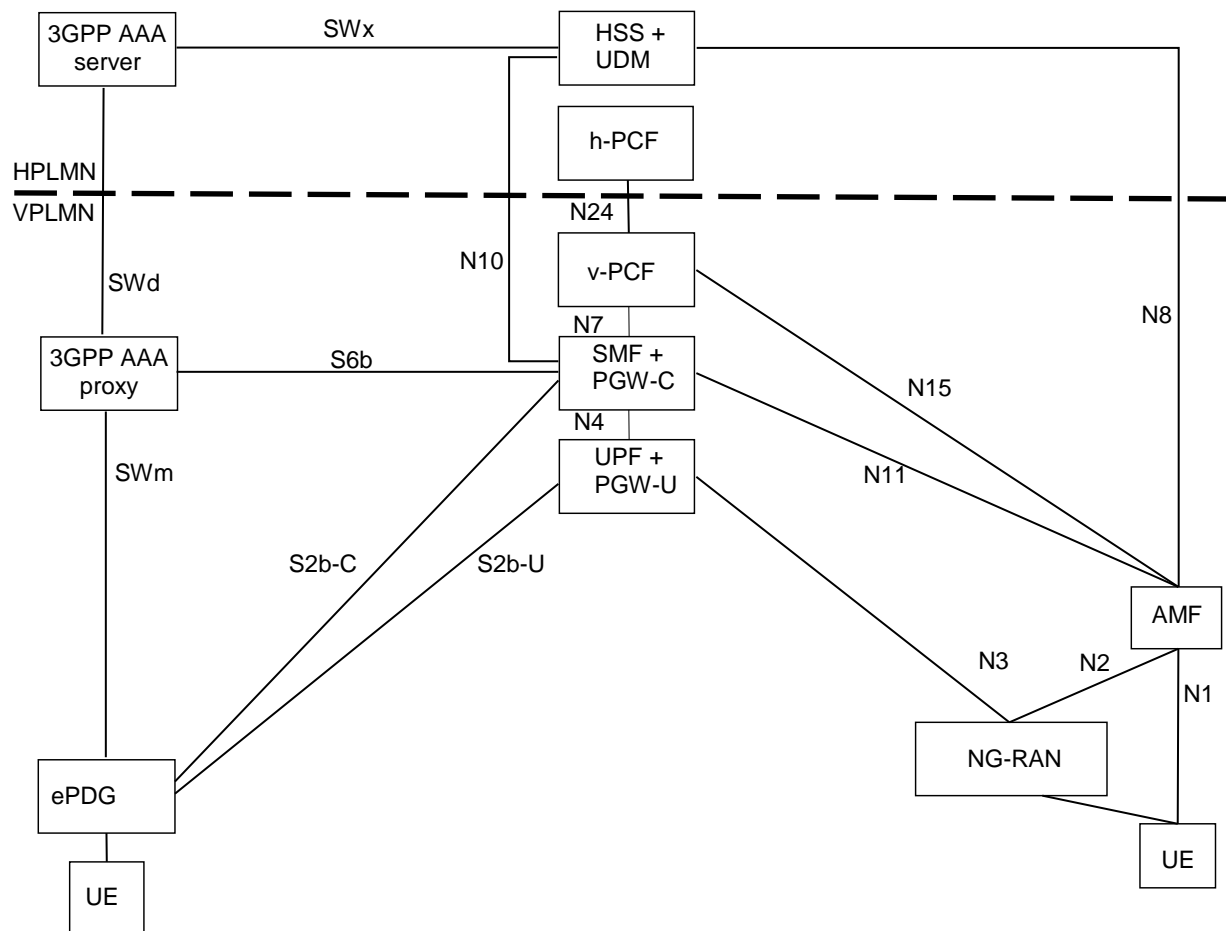 3GPP AAA
server
SWx
HSS +
UDM
h-PCF
HPLMN
VPLMN
N24
N10
v-PCF
SWd
N8
N7
3GPP AAA
proxy
S6b
SMF +
PGW-C
N15
N4
SWm
UPF +
PGW-U
N11
S2b-C
S2b-U
AMF
N3
N2
N1
NG-RAN
ePDG
UE
UE